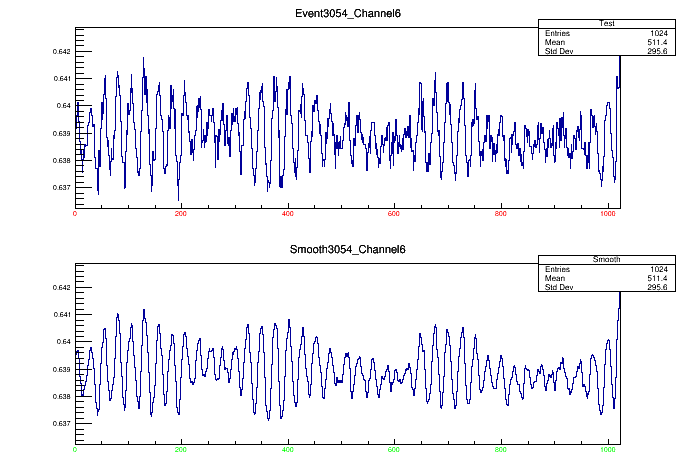 Event3054_Channel6
Test
Entries 1024
Mean 511.4
Std Dev 295.6
0.642
0.641
0.64
0.639
0.638
0.637
0 200 400 600 800 1000
Smooth3054_Channel6
Smooth
Entries 1024
Mean 511.4
Std Dev 295.6
0.642
0.641
0.64
0.639
0.638
0.637
0 200 400 600 800 1000